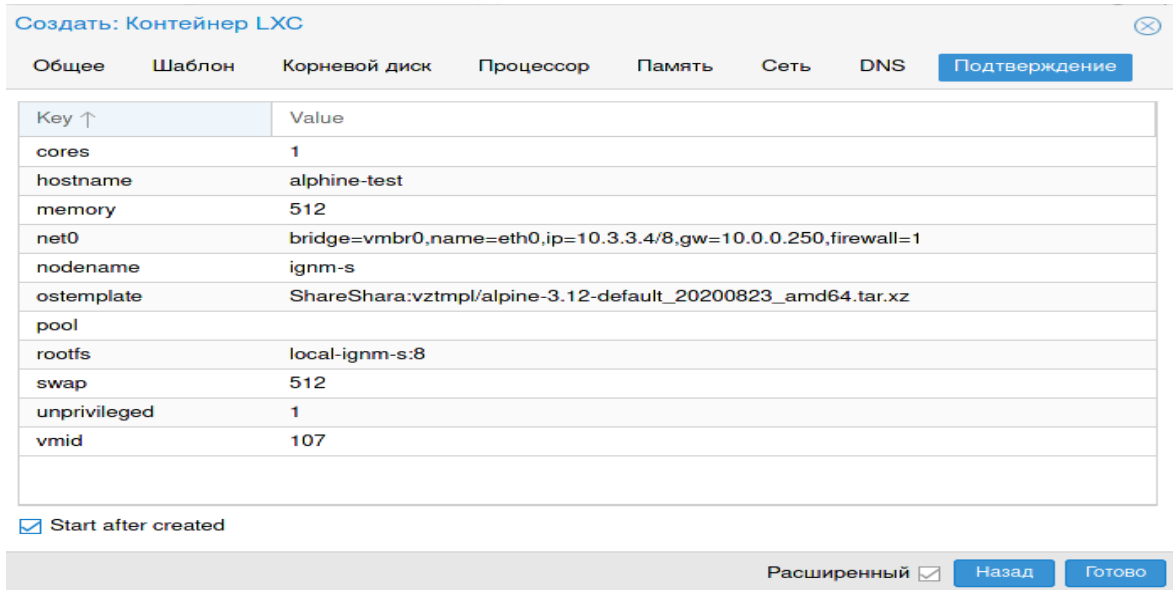 Создать: Контейнер LXC
Общее Шаблон Корневой диск Процессор Память Сеть DNS Подтверждение
Key ↑ Value
cores 1
hostname alphine-test
memory 512
net0 bridge=vmbr0,name=eth0,ip=10.3.3.4/8,gw=10.0.0.250,firewall=1
nodename ignm-s
ostemplate ShareShara:vztmpl/alpine-3.12-default_20200823_amd64.tar.xz
pool
rootfs local-ignm-s:8
swap 512
unprivileged 1
vmid 107
Start after created
Расширенный Назад Готово